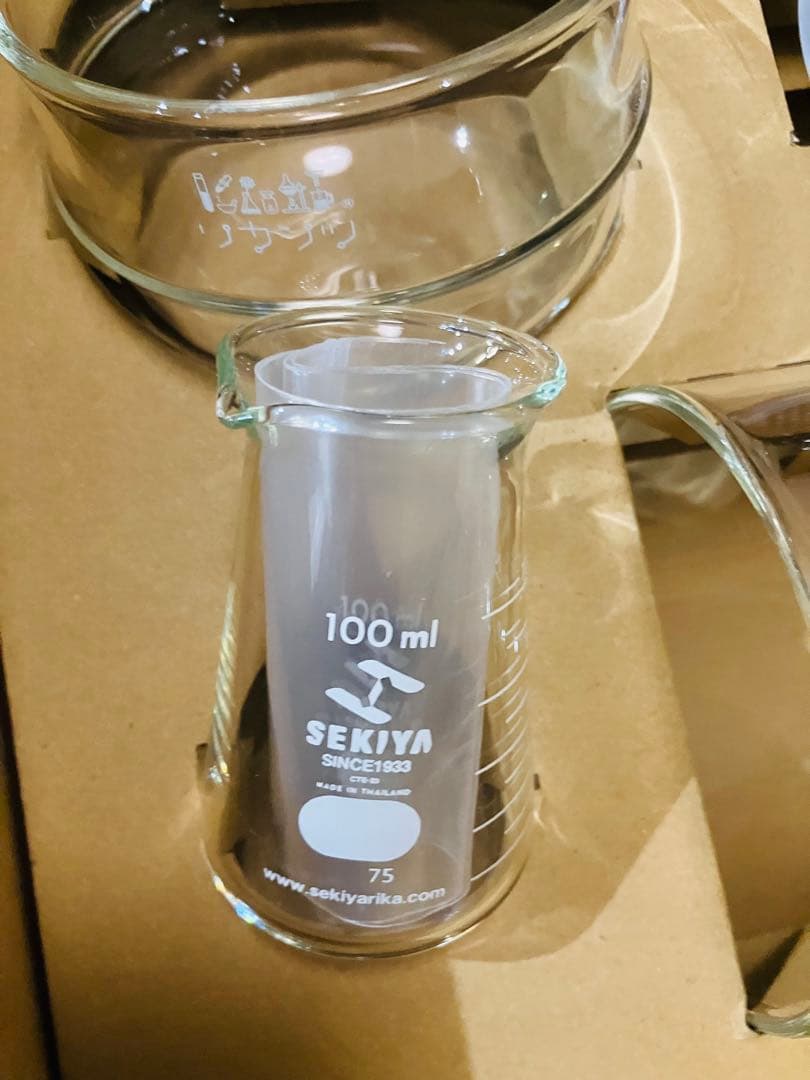 100 ml
SEKIYA
SINCE1933
MADE IN THAILAND
75
www.sekiyarika.com